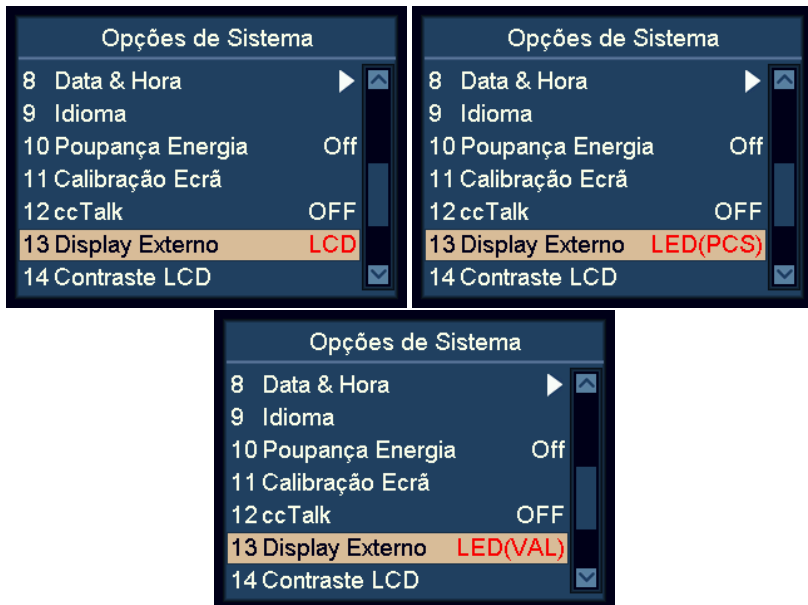 Opções de Sistema
8 Data & Hora
9 Idioma
10 Poupança Energia Off
11 Calibração Ecrã
12 ccTalk OFF
13 Display Externo LCD
14 Contraste LCD
Opções de Sistema
8 Data & Hora
9 Idioma
10 Poupança Energia Off
11 Calibração Ecrã
12 ccTalk OFF
13 Display Externo LED(PCS)
14 Contraste LCD
Opções de Sistema
8 Data & Hora
9 Idioma
10 Poupança Energia Off
11 Calibração Ecrã
12 ccTalk OFF
13 Display Externo LED(VAL)
14 Contraste LCD